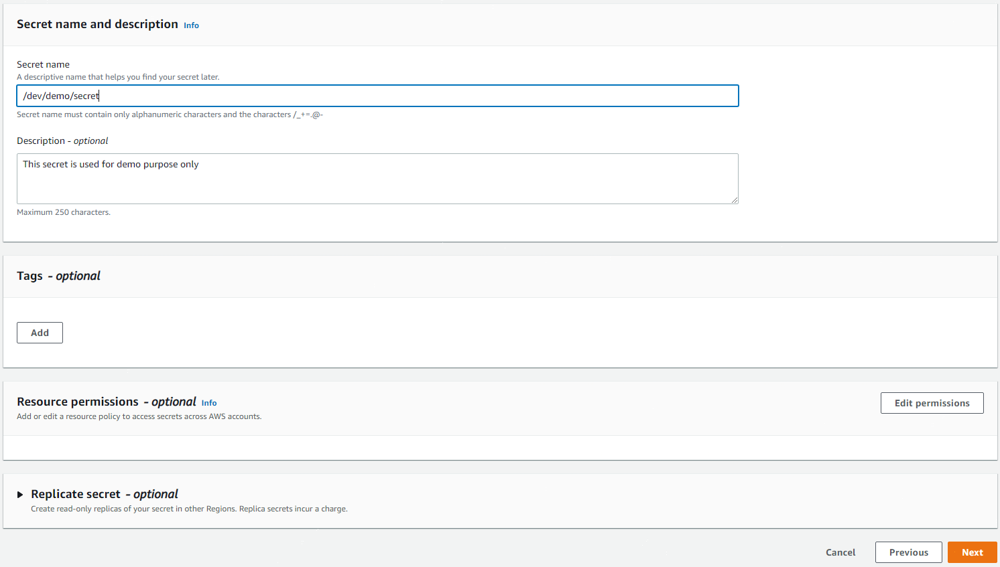 Secret name and description Info
Secret name
A descriptive name that helps you find your secret later.
/dev/demo/secret
Secret name must contain only alphanumeric characters and the characters /_+=.@-
Description - optional
This secret is used for demo purpose only
Maximum 250 characters.
Tags - optional
Add
Resource permissions - optional Info
Edit permissions
Add or edit a resource policy to access secrets across AWS accounts.
Replicate secret - optional
Create read-only replicas of your secret in other Regions. Replica secrets incur a charge.
Cancel Previous Next